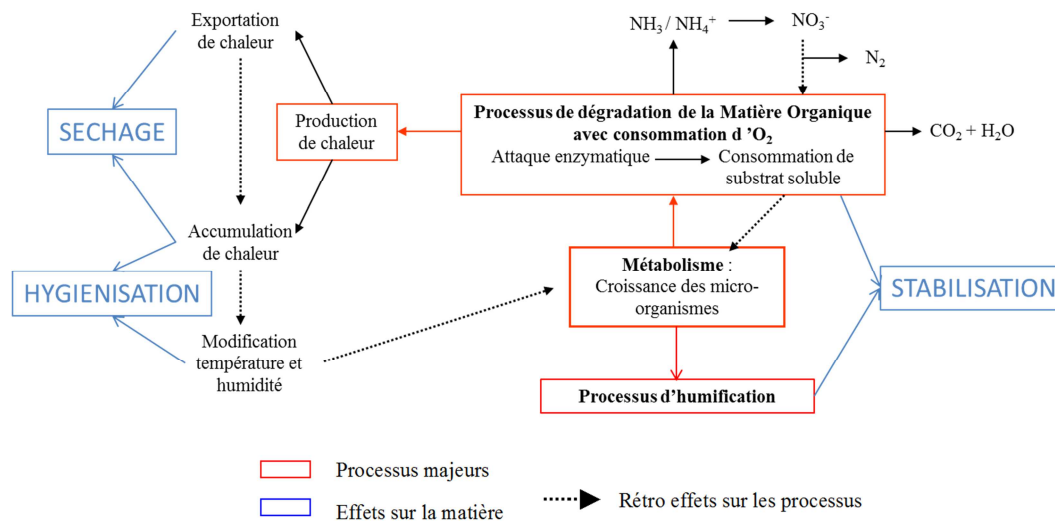 Exportation
de chaleur
SECHAGE
Production
de chaleur
Accumulation
de chaleur
HYGIENISATION
Modification
température et
humidité
NH3 / NH4+
NO3-
N2
Processus de dégradation de la Matière Organique
avec consommation d ’O2
Attaque enzymatique
Consommation de
substrat soluble
CO2 + H2O
Métabolisme :
Croissance des micro-
organismes
STABILISATION
Processus d’humification
Processus majeurs
Effets sur la matière
Rétro effets sur les processus